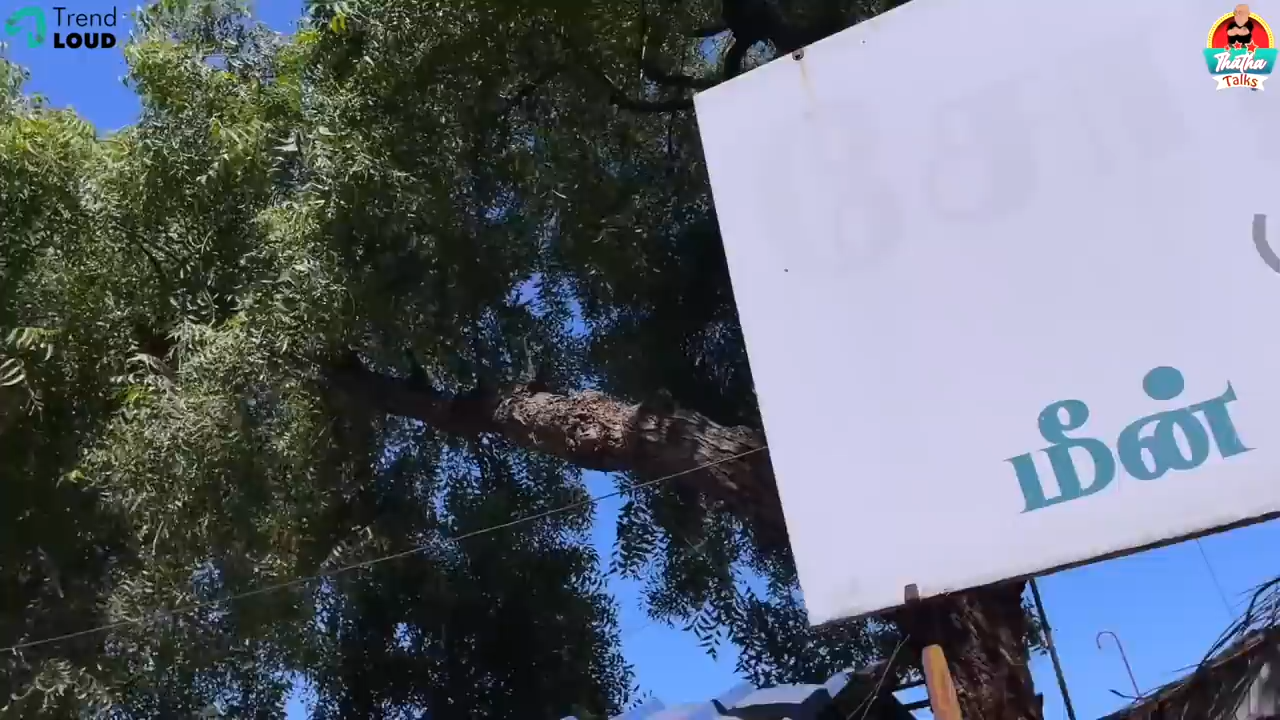 Trend
LOUD
Thatha
Talks
மீன்